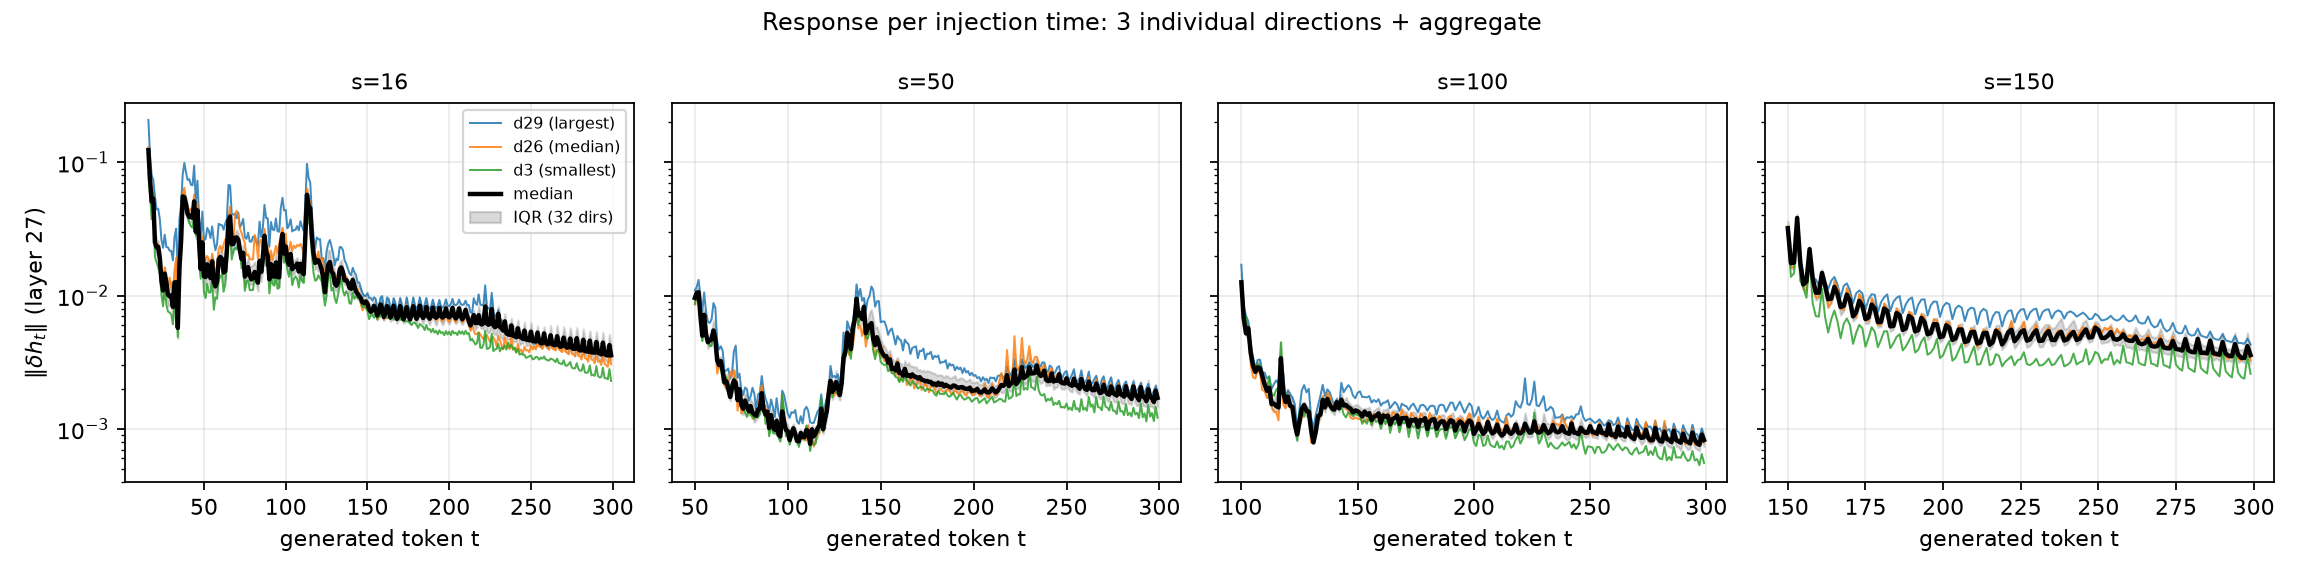 Response per injection time: 3 individual directions + aggregate
s=16
s=50
s=100
s=150
‖δhₜ‖ (layer 27)
10⁻¹
10⁻²
10⁻³
d29 (largest)
d26 (median)
d3 (smallest)
median
IQR (32 dirs)
50 100 150 200 250 300
50 100 150 200 250 300
100 150 200 250 300
150 175 200 225 250 275 300
generated token t
generated token t
generated token t
generated token t